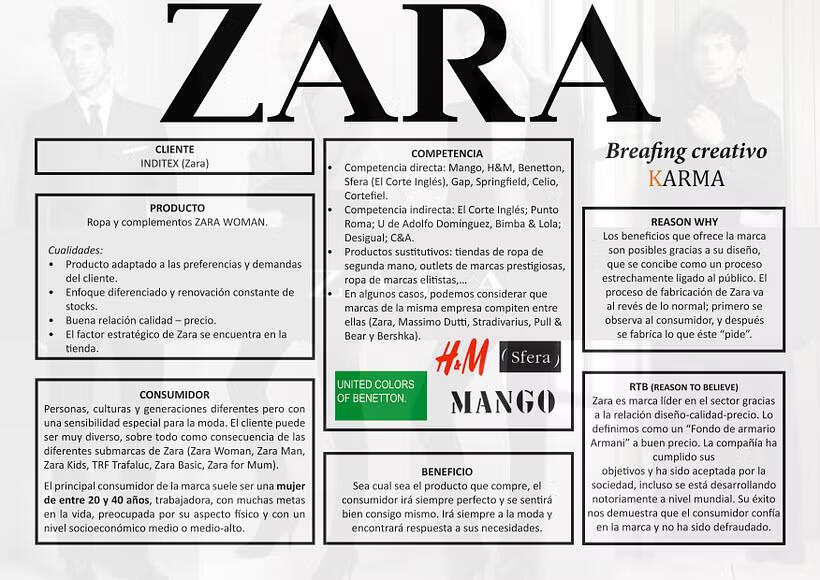 ZARA
CLIENTE
INDITEX (Zara)
PRODUCTO
Ropa y complementos ZARA WOMAN.
Cualidades:
• Producto adaptado a las preferencias y demandas
del cliente.
• Enfoque diferenciado y renovación constante de
stocks.
• Buena relación calidad – precio.
• El factor estratégico de Zara se encuentra en la
tienda.
CONSUMIDOR
Personas, culturas y generaciones diferentes pero con
una sensibilidad especial para la moda. El cliente puede
ser muy diverso, sobre todo como consecuencia de las
diferentes submarcas de Zara (Zara Woman, Zara Man,
Zara Kids, TRF Trafaluc, Zara Basic, Zara for Mum).
El principal consumidor de la marca suele ser una mujer
de entre 20 y 40 años, trabajadora, con muchas metas
en la vida, preocupada por su aspecto físico y con un
nivel socioeconómico medio o medio-alto.
COMPETENCIA
• Competencia directa: Mango, H&M, Benetton,
Sfera (El Corte Inglés), Gap, Springfield, Celio,
Cortefiel.
• Competencia indirecta: El Corte Inglés; Punto
Roma; U de Adolfo Domínguez, Bimba & Lola;
Desigual; C&A.
• Productos sustitutivos: tiendas de ropa de
segunda mano, outlets de marcas prestigiosas,
ropa de marcas elitistas,...
• En algunos casos, podemos considerar que
marcas de la misma empresa compiten entre
ellas (Zara, Massimo Dutti, Stradivarius, Pull &
Bear y Bershka).
H&M
(Sfera)
UNITED COLORS
OF BENETTON.
MANGO
BENEFICIO
Sea cual sea el producto que compre, el
consumidor irá siempre perfecto y se sentirá
bien consigo mismo. Irá siempre a la moda y
encontrará respuesta a sus necesidades.
Breafing creativo
KARMA
REASON WHY
Los beneficios que ofrece la marca
son posibles gracias a su diseño,
que se concibe como un proceso
estrechamente ligado al público. El
proceso de fabricación de Zara va
al revés de lo normal; primero se
observa al consumidor, y después
se fabrica lo que éste “pide”.
RTB (REASON TO BELIEVE)
Zara es marca líder en el sector gracias
a la relación diseño-calidad-precio. Lo
definimos como un “Fondo de armario
Armani” a buen precio. La compañía ha
cumplido sus
objetivos y ha sido aceptada por la
sociedad, incluso se está desarrollando
notoriamente a nivel mundial. Su éxito
nos demuestra que el consumidor confía
en la marca y no ha sido defraudado.